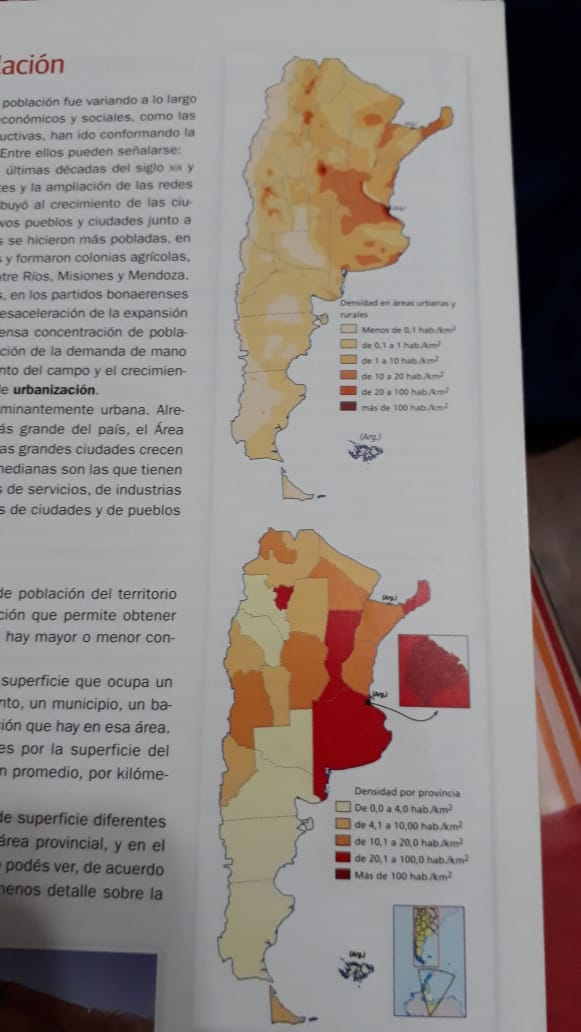 lación
población fue variando a lo largo
conómicos y sociales, como las
uctivas, han ido conformando la
Entre ellos pueden señalarse:
últimas décadas del siglo XIX y
es y la ampliación de las redes
buyó al crecimiento de las ciu-
vos pueblos y ciudades junto a
s se hicieron más pobladas, en
s y formaron colonias agrícolas,
ntre Ríos, Misiones y Mendoza.
s, en los partidos bonaerenses
esaceleración de la expansión
ensa concentración de pobla-
ción de la demanda de mano
nto del campo y el crecimien-
le urbanización.
minantemente urbana. Alre-
ás grande del país, el Área
as grandes ciudades crecen
medianas son las que tienen
s de servicios, de industrias
s de ciudades y de pueblos
de población del territorio
ción que permite obtener
hay mayor o menor con-
superficie que ocupa un
nto, un municipio, un ba-
ción que hay en esa área.
es por la superficie del
n promedio, por kilóme-
de superficie diferentes
área provincial, y en el
podés ver, de acuerdo
menos detalle sobre la
(Arg.)
(Arg.)
Densidad en áreas urbanas y
rurales
Menos de 0,1 hab./km²
de 0,1 a 1 hab./km²
de 1 a 10 hab./km²
de 10 a 20 hab./km²
de 20 a 100 hab./km²
más de 100 hab./km²
(Arg.)
(Arg.)
(Arg.)
Densidad por provincia
De 0,0 a 4,0 hab./km²
de 4,1 a 10,00 hab./km²
de 10,1 a 20,0 hab./km²
de 20,1 a 100,0 hab./km²
Más de 100 hab./km²
(Arg.)